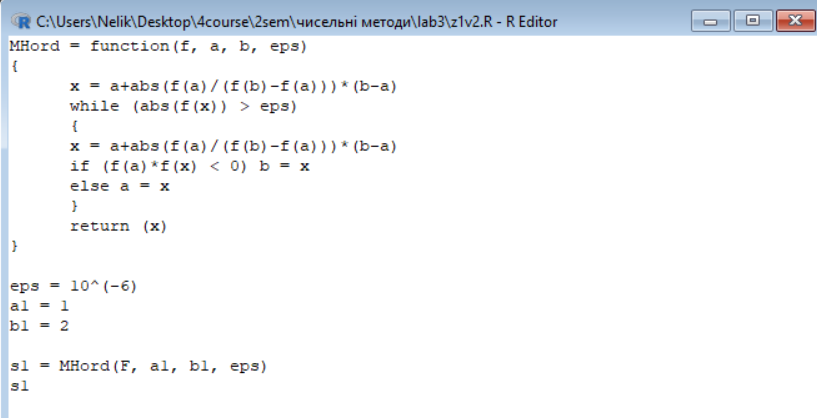 C:\Users\Nelik\Desktop\4course\2sem\чисельні методи\lab3\z1v2.R - R Editor
MHord = function(f, a, b, eps)
{
x = a+abs(f(a)/(f(b)-f(a)))*(b-a)
while (abs(f(x)) > eps)
{
x = a+abs(f(a)/(f(b)-f(a)))*(b-a)
if (f(a)*f(x) < 0) b = x
else a = x
}
return (x)
}
eps = 10^(-6)
a1 = 1
b1 = 2
s1 = MHord(F, a1, b1, eps)
s1